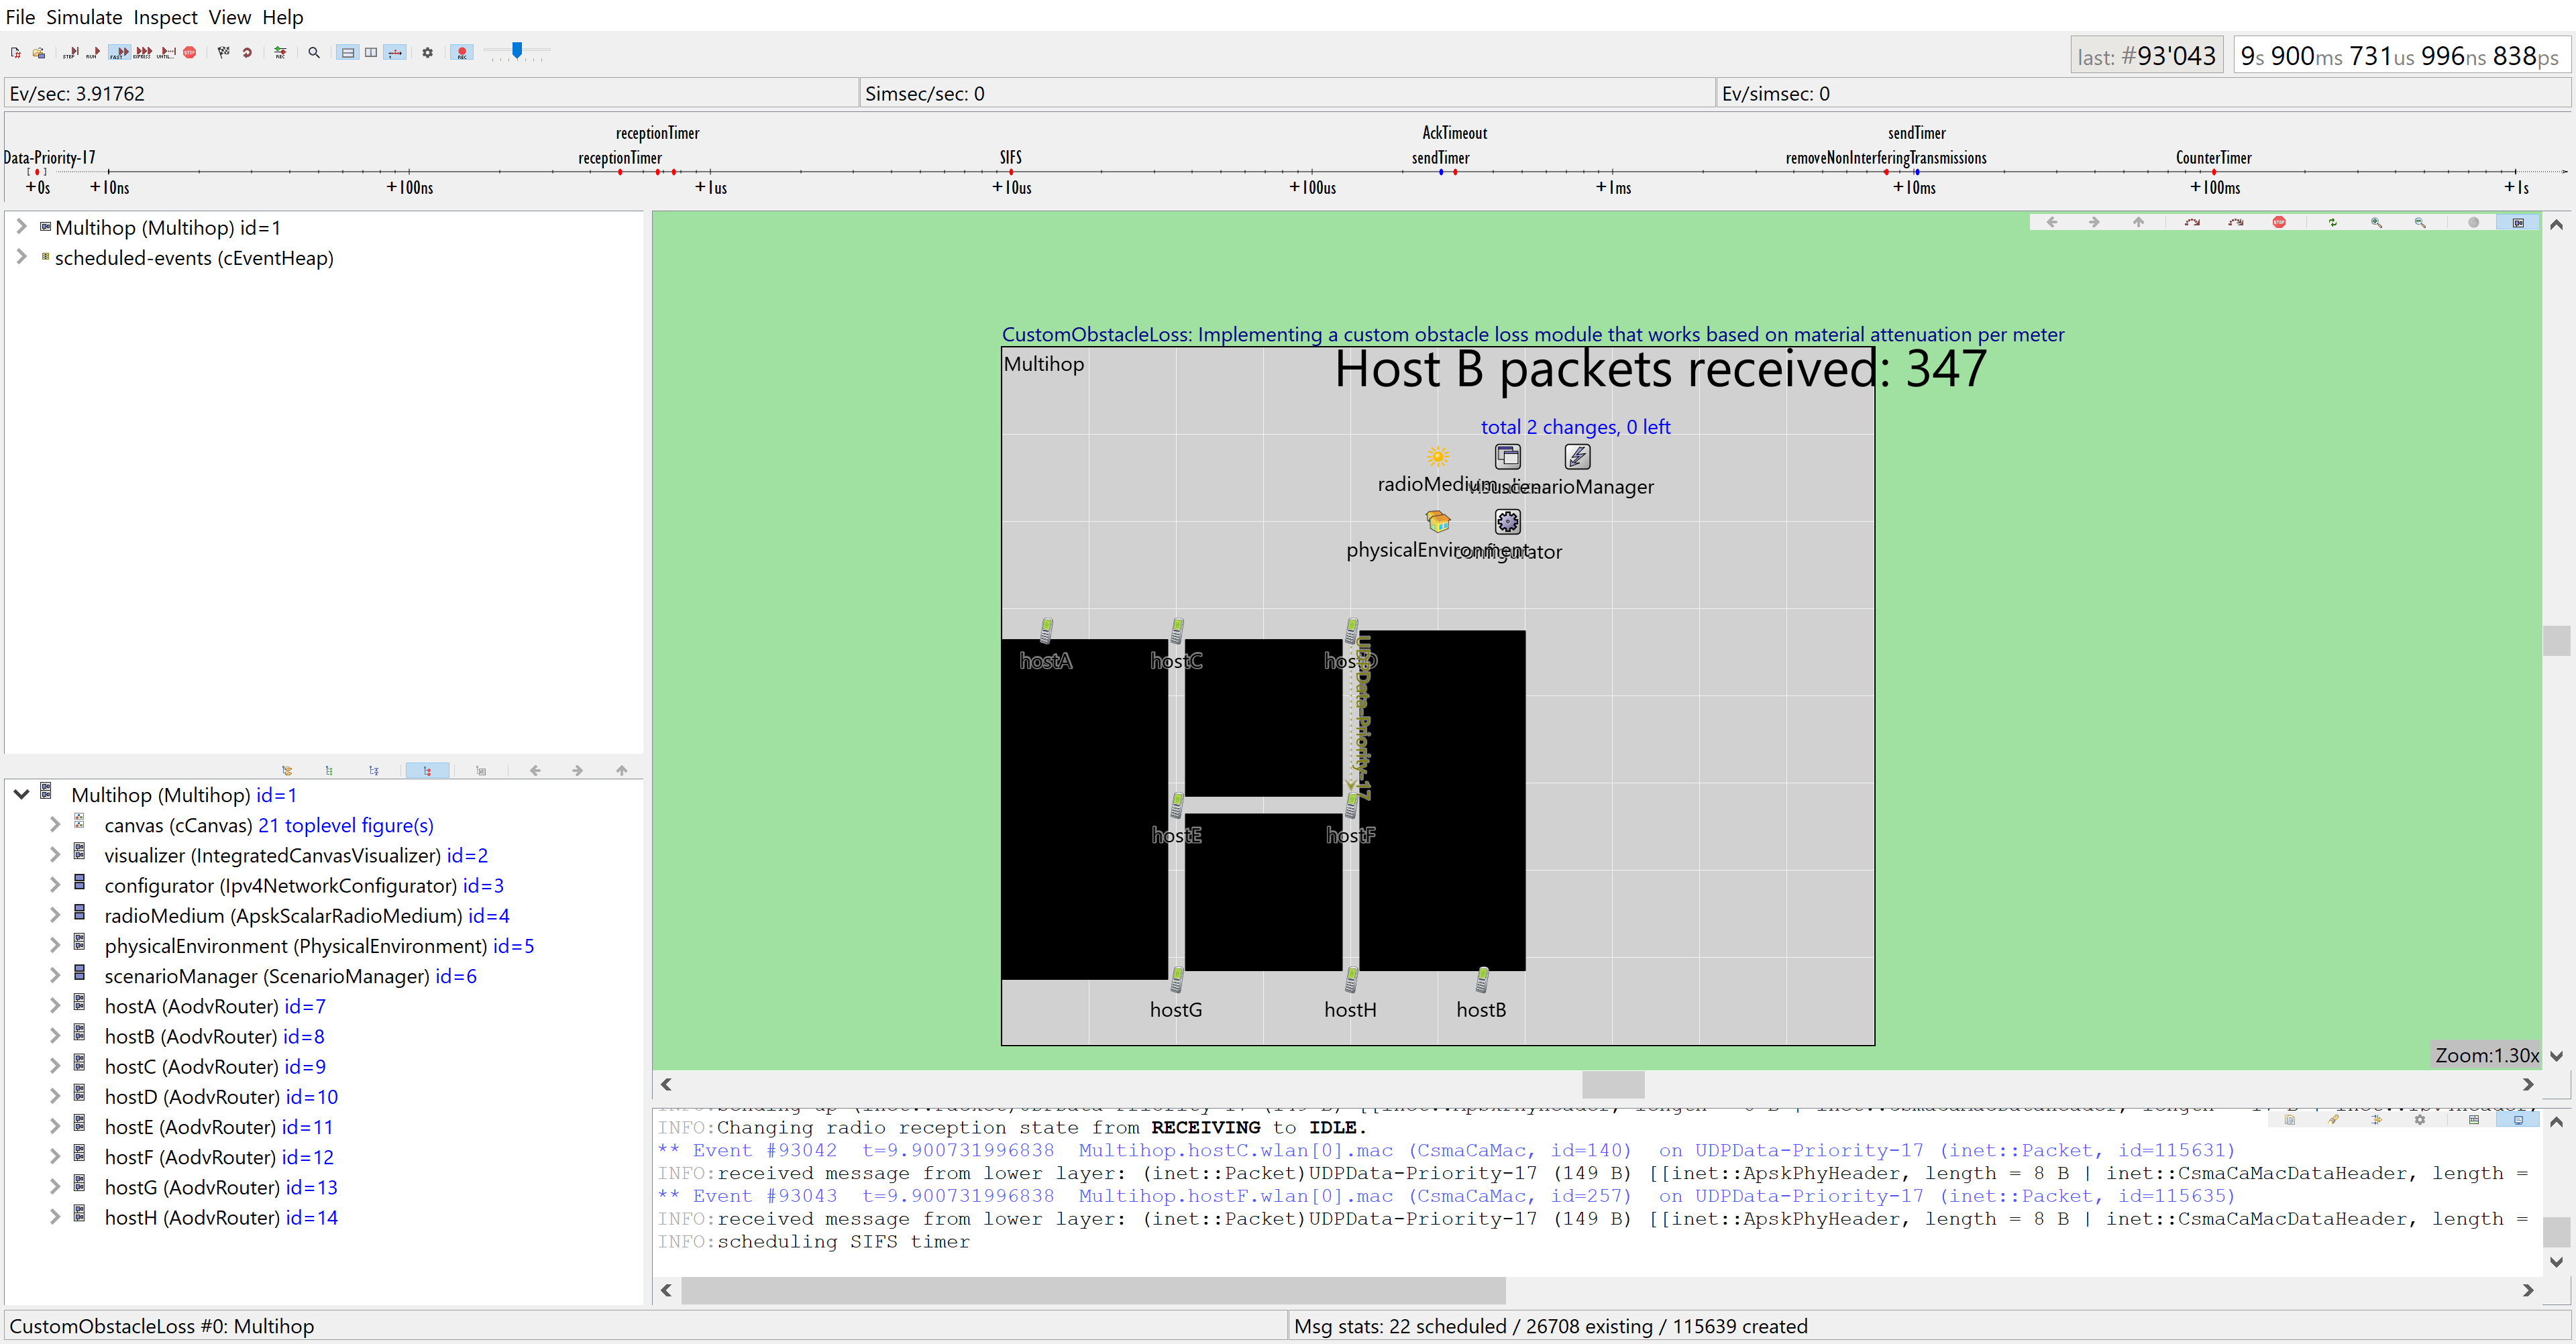 File Simulate Inspect View Help
STEP RUN FAST EXPRESS UNTIL... STOP REC REC
last: #93'043
9s 900ms 731us 996ns 838ps
Ev/sec: 3.91762
Simsec/sec: 0
Ev/simsec: 0
receptionTimer AckTimeout sendTimer
Data-Priority-17 receptionTimer SIFS sendTimer removeNonInterferingTransmissions CounterTimer
+0s +10ns +100ns +1us +10us +100us +1ms +10ms +100ms +1s
Multihop (Multihop) id=1
scheduled-events (cEventHeap)
Multihop (Multihop) id=1
canvas (cCanvas) 21 toplevel figure(s)
visualizer (IntegratedCanvasVisualizer) id=2
configurator (Ipv4NetworkConfigurator) id=3
radioMedium (ApskScalarRadioMedium) id=4
physicalEnvironment (PhysicalEnvironment) id=5
scenarioManager (ScenarioManager) id=6
hostA (AodvRouter) id=7
hostB (AodvRouter) id=8
hostC (AodvRouter) id=9
hostD (AodvRouter) id=10
hostE (AodvRouter) id=11
hostF (AodvRouter) id=12
hostG (AodvRouter) id=13
hostH (AodvRouter) id=14
STOP
CustomObstacleLoss: Implementing a custom obstacle loss module that works based on material attenuation per meter
Multihop
Host B packets received: 347
total 2 changes, 0 left
radioMedium
visualizer
scenarioManager
physicalEnvironment
configurator
hostA
hostC
hostD
UDPData-Priority-17
hostE
hostF
hostG
hostH
hostB
Zoom:1.30x
INFO:Changing radio reception state from RECEIVING to IDLE.
** Event #93042 t=9.900731996838 Multihop.hostC.wlan[0].mac (CsmaCaMac, id=140) on UDPData-Priority-17 (inet::Packet, id=115631)
INFO:received message from lower layer: (inet::Packet)UDPData-Priority-17 (149 B) [[inet::ApskPhyHeader, length = 8 B | inet::CsmaCaMacDataHeader, length =
** Event #93043 t=9.900731996838 Multihop.hostF.wlan[0].mac (CsmaCaMac, id=257) on UDPData-Priority-17 (inet::Packet, id=115635)
INFO:received message from lower layer: (inet::Packet)UDPData-Priority-17 (149 B) [[inet::ApskPhyHeader, length = 8 B | inet::CsmaCaMacDataHeader, length =
INFO:scheduling SIFS timer
CustomObstacleLoss #0: Multihop
Msg stats: 22 scheduled / 26708 existing / 115639 created